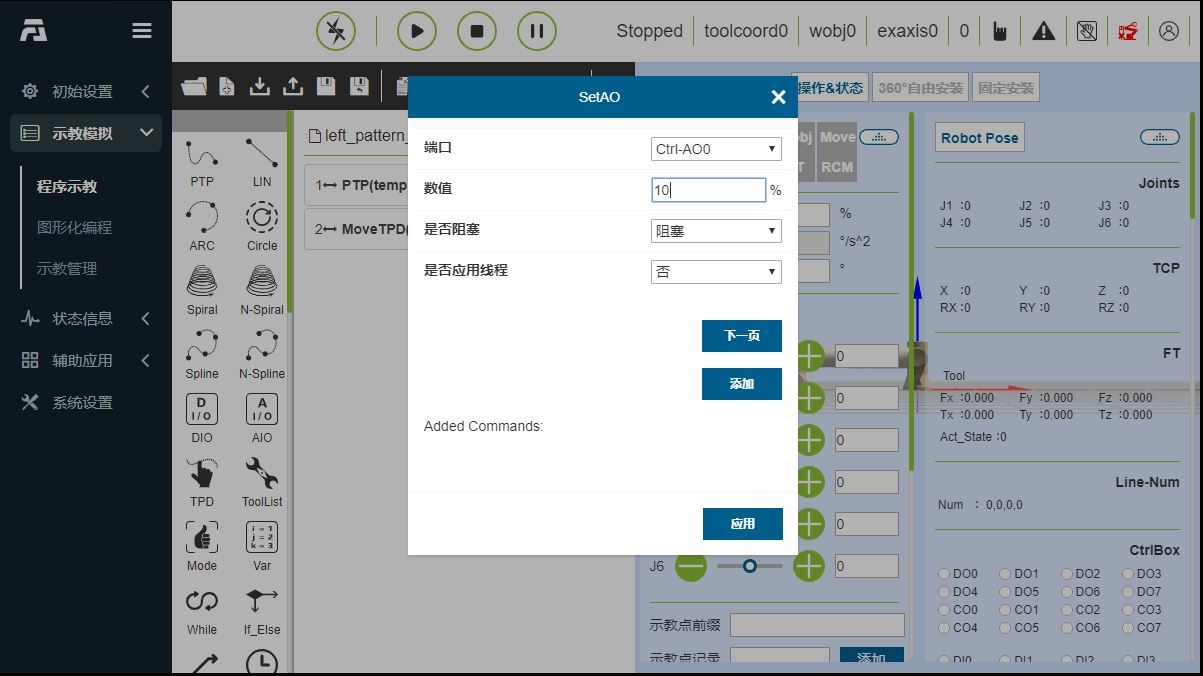 Stopped
toolcoord0
wobj0
exaxis0
0
初始设置
示教模拟
程序示教
图形化编程
示教管理
状态信息
辅助应用
系统设置
PTP
LIN
ARC
Circle
Spiral
N-Spiral
Spline
N-Spline
D
I/O
DIO
A
I/O
AIO
TPD
ToolList
Mode
i = 1
j = 2
k = 3
Var
While
If_Else
left_pattern_
1 PTP(temp
2 MoveTPD(
SetAO
端口
Ctrl-AO0
数值
10
%
是否阻塞
阻塞
是否应用线程
否
下一页
添加
Added Commands:
应用
操作&状态
360°自由安装
固定安装
bj
T
Move
RCM
%
°/s^2
°
0
0
0
0
0
J6
0
示教点前缀
示教点记录
添加
Robot Pose
Joints
J1 :0 J2 :0 J3 :0
J4 :0 J5 :0 J6 :0
TCP
X :0 Y :0 Z :0
RX :0 RY :0 RZ :0
FT
Tool
Fx :0.000 Fy :0.000 Fz :0.000
Tx :0.000 Ty :0.000 Tz :0.000
Act_State :0
Line-Num
Num : 0,0,0,0
CtrlBox
DO0 DO1 DO2 DO3
DO4 DO5 DO6 DO7
CO0 CO1 CO2 CO3
CO4 CO5 CO6 CO7
DI0 DI1 DI2 DI3